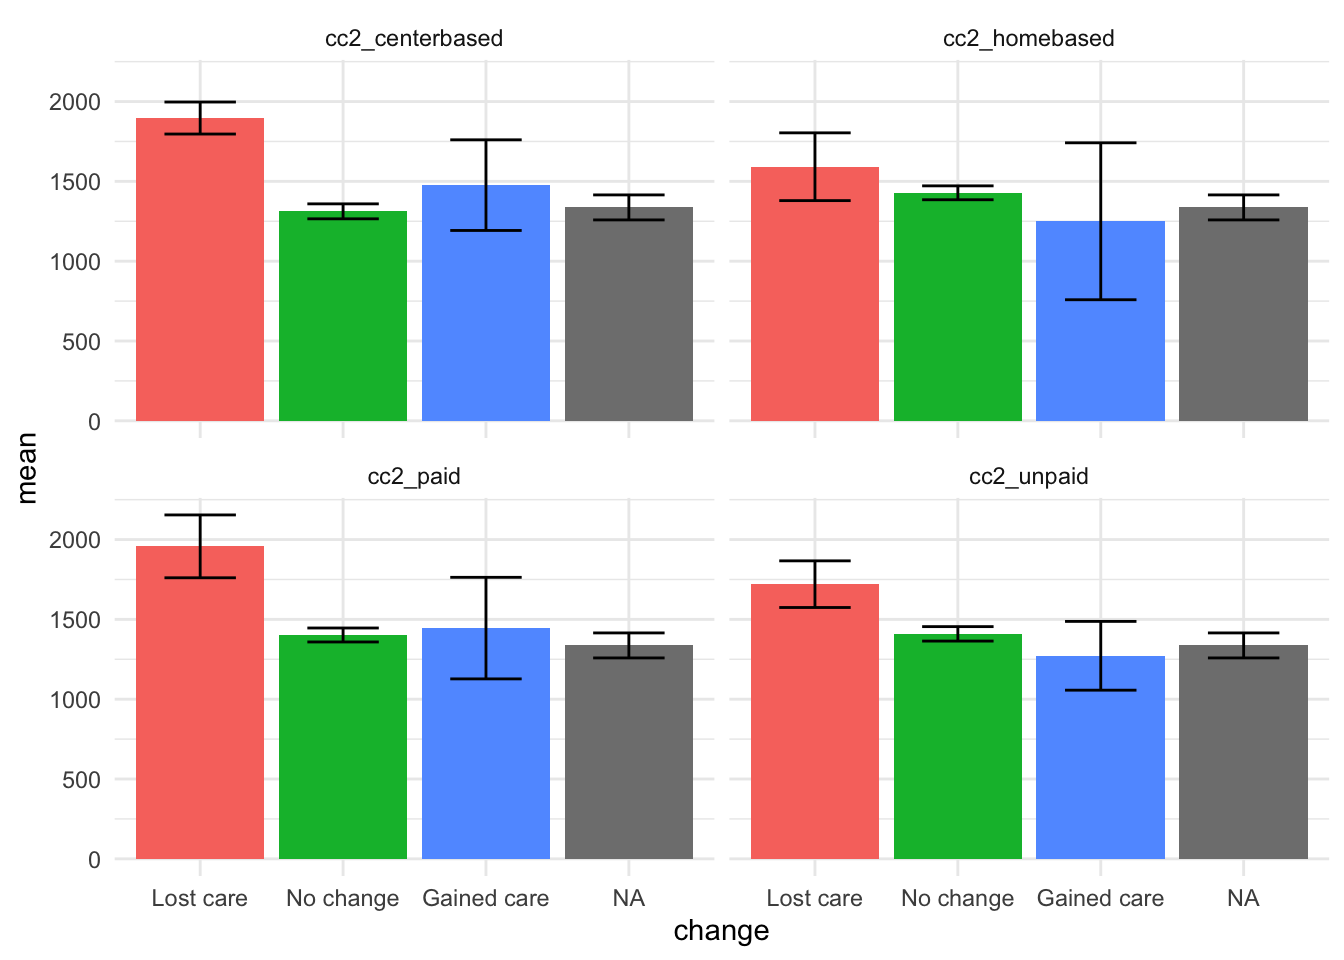 cc2_centerbased
cc2_homebased
2000
1500
1000
500
0
cc2_paid
cc2_unpaid
2000
1500
1000
500
0
mean
Lost care No change Gained care NA
Lost care No change Gained care NA
change